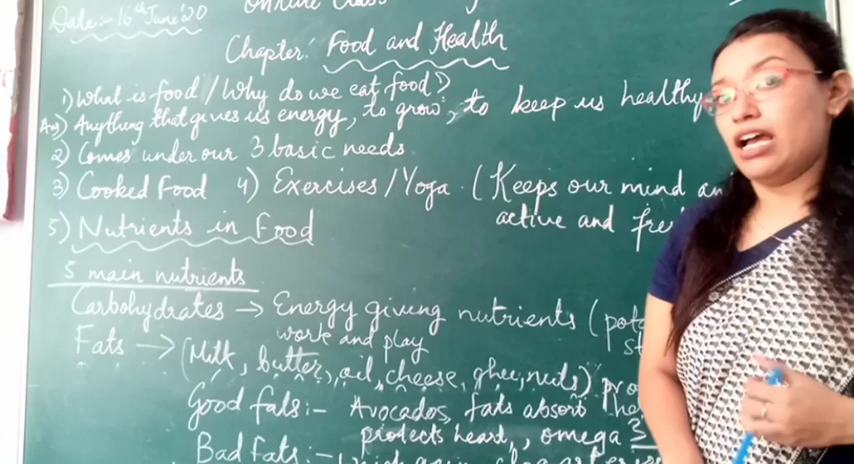 Date:- 16th June'20
Online Class
Chapter: Food and Health
1) What is food / Why do we eat food?
Ans) Anything that gives us energy, to grow, to keep us healthy
2) Comes under our 3 basic needs.
3) Cooked Food 4) Exercises / Yoga. (Keeps our mind an
active and fre
5) Nutrients in Food
5 main nutrients
Carbohydrates → Energy giving nutrients (pota
work and play
Fats → (Milk, butter, oil, cheese, ghee, nuts) pro
Good fats:- Avocados, fats absorb
protects heart, omega 3
Bad Fats:-